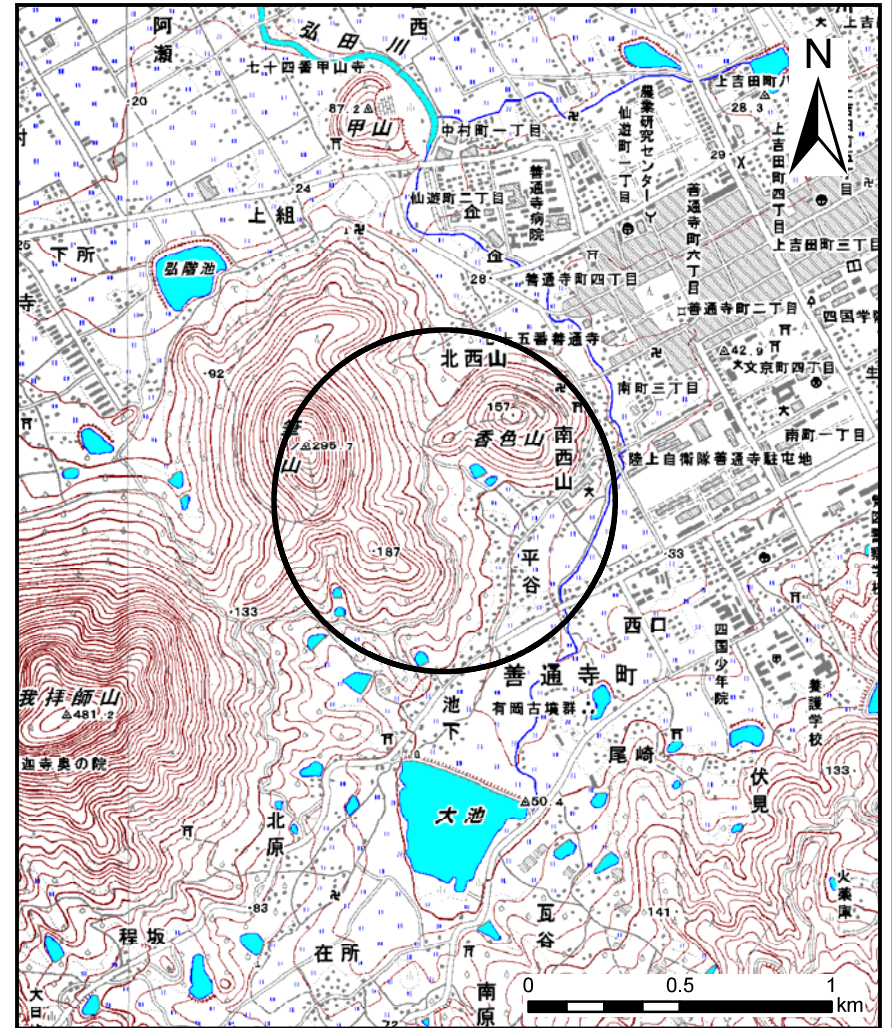 阿瀬
弘田川
西
七十四番甲山寺
上吉田町八
28.3
N
20
87.2
甲山
中村町一丁目
農業研究センター
仙遊町一丁目
29
上吉田町四丁目
24
上組
仙遊町二丁目
善通寺病院
善通寺町六丁目
上吉田町三丁目
25
下所
弘階池
28
善通寺町四丁目
寺
善通寺町二丁目
四国学
七十五番善通寺
92
北西山
42.9
文京町四丁目
生
南町三丁目
157
香色山
南西山
筆山
295.7
南町一丁目
陸上自衛隊善通寺駐屯地
187
平谷
33
133
西口
四国少年院
善通寺町
我拝師山
481.2
池下
有岡古墳群
養護学校
迦寺奥の院
尾崎
伏見
133
大池
50.4
北原
火薬庫
83
瓦谷
141
程坂
在所
南原
大日
72
0
0.5
1
km